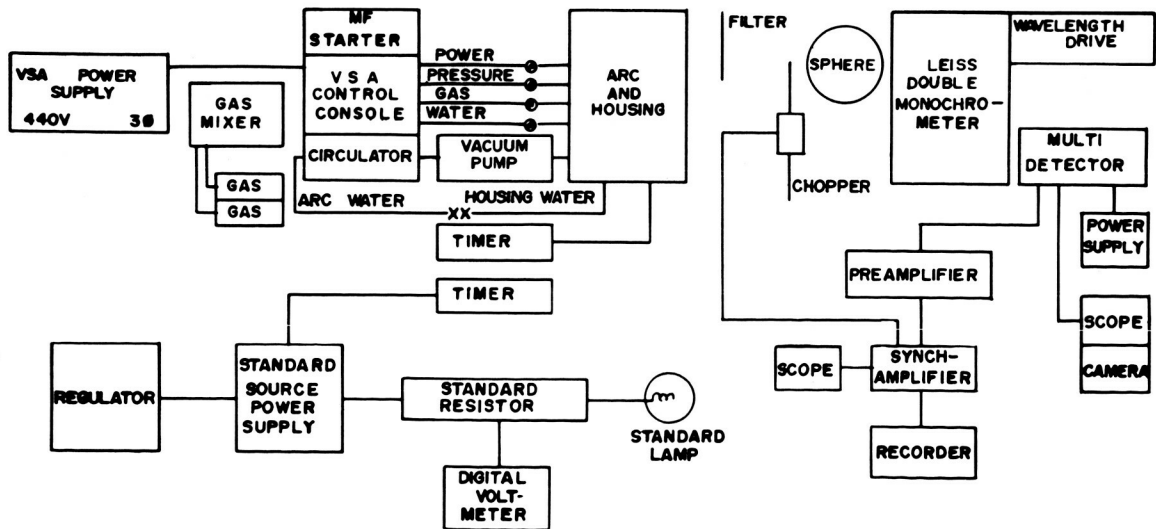 VSA POWER
SUPPLY
440V 3Ø
GAS
MIXER
GAS
GAS
MF
STARTER
VSA
CONTROL
CONSOLE
CIRCULATOR
POWER
PRESSURE
GAS
WATER
VACUUM
PUMP
ARC
AND
HOUSING
ARC WATER
HOUSING WATER
XX
TIMER
TIMER
REGULATOR
STANDARD
SOURCE
POWER
SUPPLY
STANDARD
RESISTOR
DIGITAL
VOLT-
METER
STANDARD
LAMP
FILTER
SPHERE
CHOPPER
LEISS
DOUBLE
MONOCHRO-
METER
WAVELENGTH
DRIVE
MULTI
DETECTOR
POWER
SUPPLY
PREAMPLIFIER
SCOPE
CAMERA
SCOPE
SYNCH-
AMPLIFIER
RECORDER